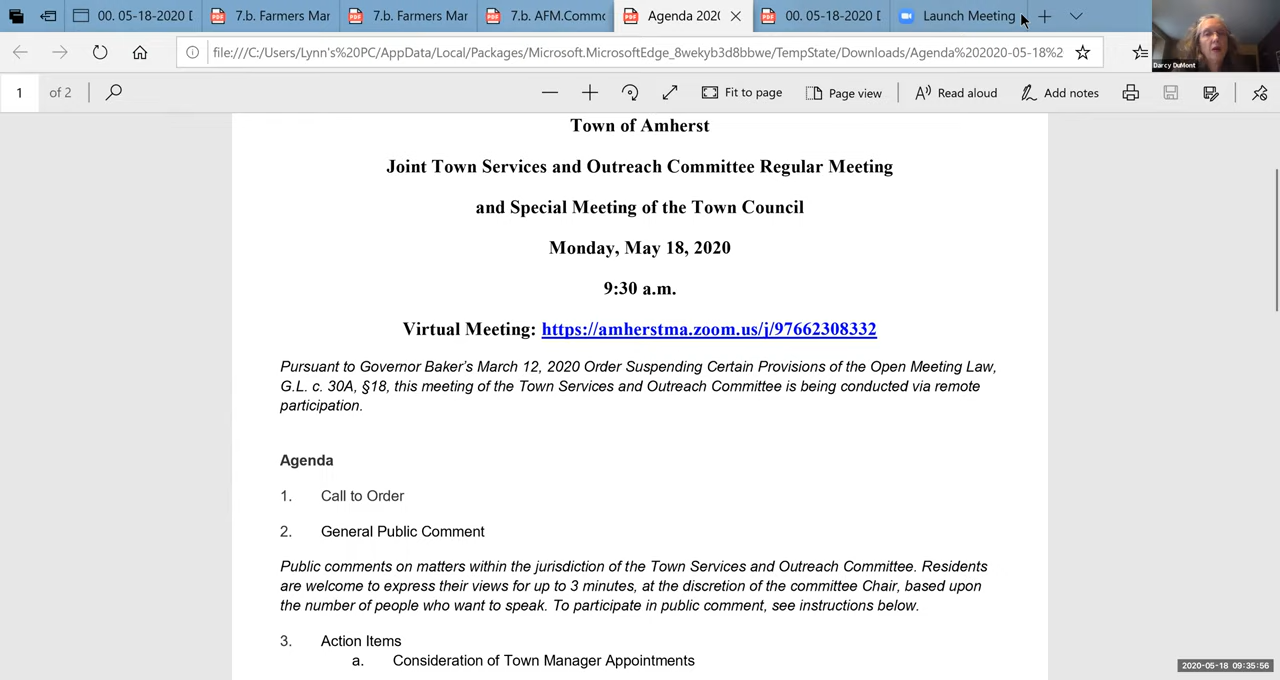 00. 05-18-2020 [
7.b. Farmers Mar
7.b. Farmers Mar
7.b. AFM.Commo
Agenda 2020
00. 05-18-2020 [
Launch Meeting
Darcy DuMont
file:///C:/Users/Lynn's%20PC/AppData/Local/Packages/Microsoft.MicrosoftEdge_8wekyb3d8bbwe/TempState/Downloads/Agenda%202020-05-18%2
1 of 2
Fit to page
Page view
Read aloud
Add notes
Town of Amherst
Joint Town Services and Outreach Committee Regular Meeting
and Special Meeting of the Town Council
Monday, May 18, 2020
9:30 a.m.
Virtual Meeting: https://amherstma.zoom.us/j/97662308332
Pursuant to Governor Baker's March 12, 2020 Order Suspending Certain Provisions of the Open Meeting Law,
G.L. c. 30A, §18, this meeting of the Town Services and Outreach Committee is being conducted via remote
participation.
Agenda
1. Call to Order
2. General Public Comment
Public comments on matters within the jurisdiction of the Town Services and Outreach Committee. Residents
are welcome to express their views for up to 3 minutes, at the discretion of the committee Chair, based upon
the number of people who want to speak. To participate in public comment, see instructions below.
3. Action Items
a. Consideration of Town Manager Appointments
2020-05-18 09:35:56